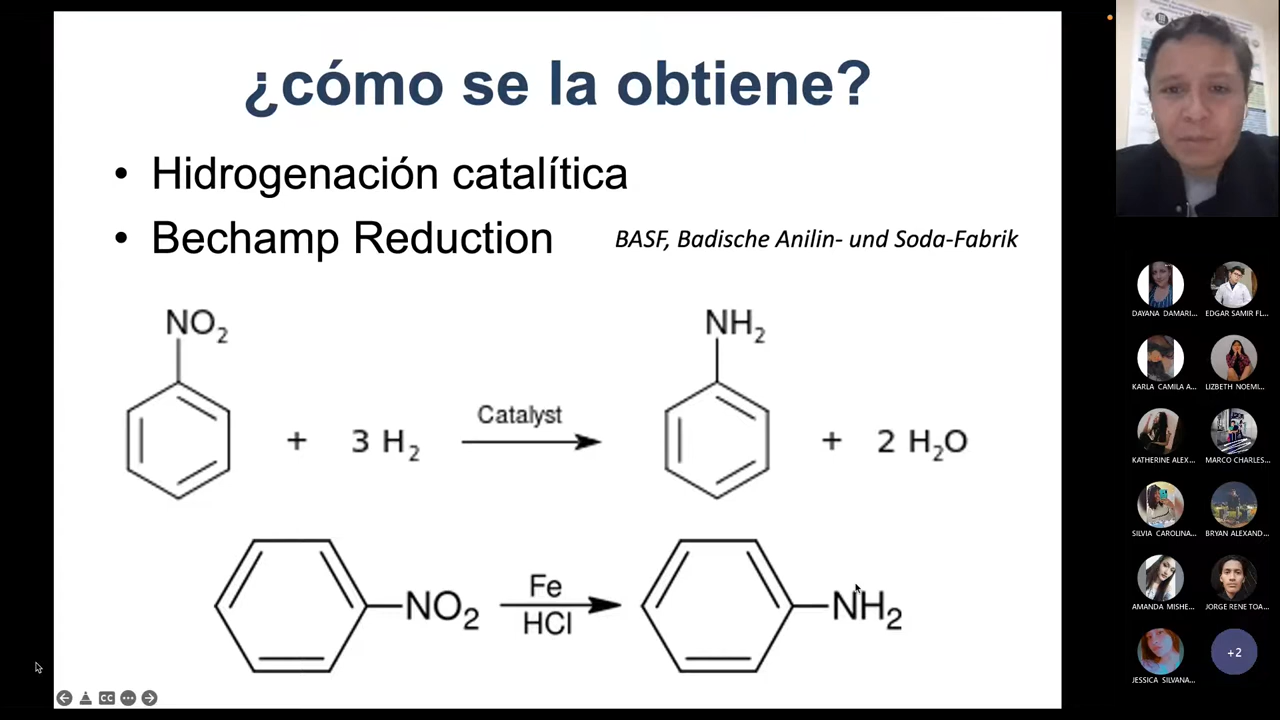 ¿cómo se la obtiene?
• Hidrogenación catalítica
• Bechamp Reduction
BASF, Badische Anilin- und Soda-Fabrik
NO2
NH2
+ 3 H2
Catalyst
+ 2 H2O
NO2
Fe
HCl
NH2
CC
DAYANA DAMARI...
EDGAR SAMIR FL...
KARLA CAMILA A...
LIZBETH NOEMI...
KATHERINE ALEX...
MARCO CHARLES...
SILVIA CAROLINA...
BRYAN ALEXAND...
AMANDA MISHE...
JORGE RENE TOA...
JESSICA SILVANA...
+2